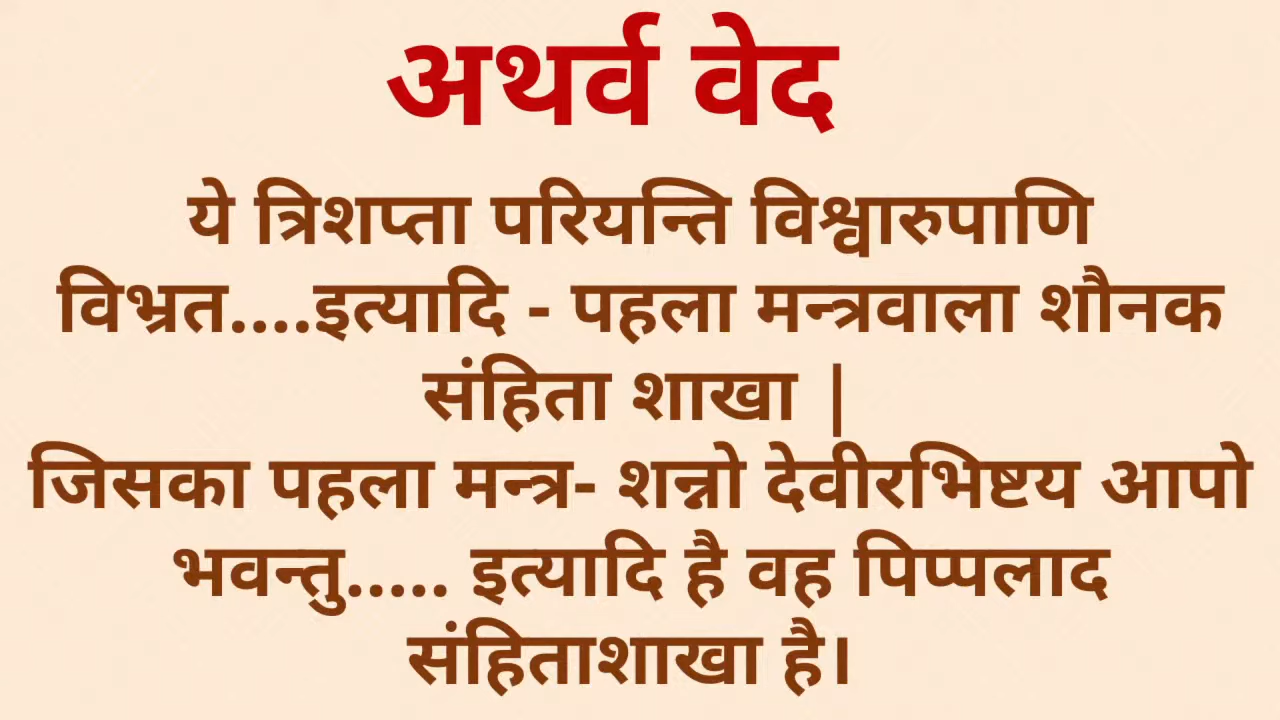 अथर्व वेद
ये त्रिशप्ता परियन्ति विश्वारुपाणि
विभ्रत....इत्यादि - पहला मन्त्रवाला शौनक
संहिता शाखा |
जिसका पहला मन्त्र- शन्नो देवीरभिष्टय आपो
भवन्तु..... इत्यादि है वह पिप्पलाद
संहिताशाखा है।